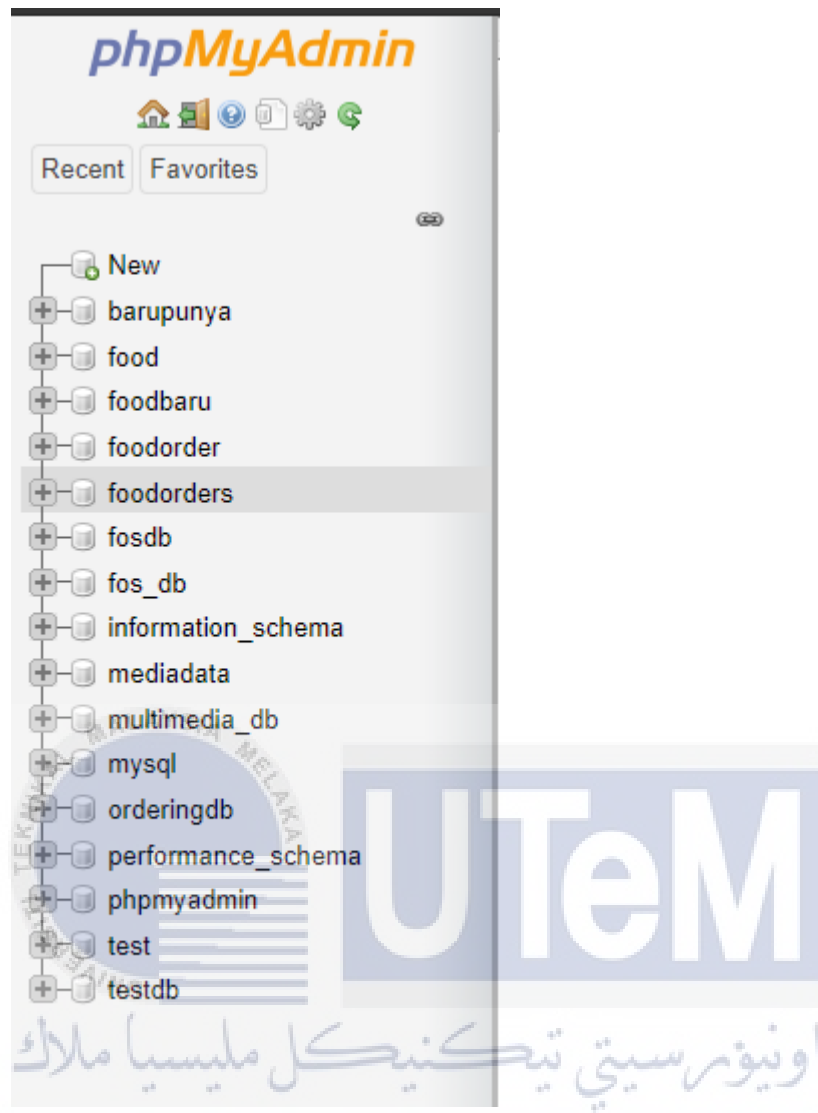 phpMyAdmin
Recent Favorites
New
barupunya
food
foodbaru
foodorder
foodorders
fosdb
fos_db
information_schema
mediadata
multimedia_db
mysql
orderingdb
performance_schema
phpmyadmin
test
testdb
UTeM
اونيۏرسيتي تيكنيكل مليسيا ملاك